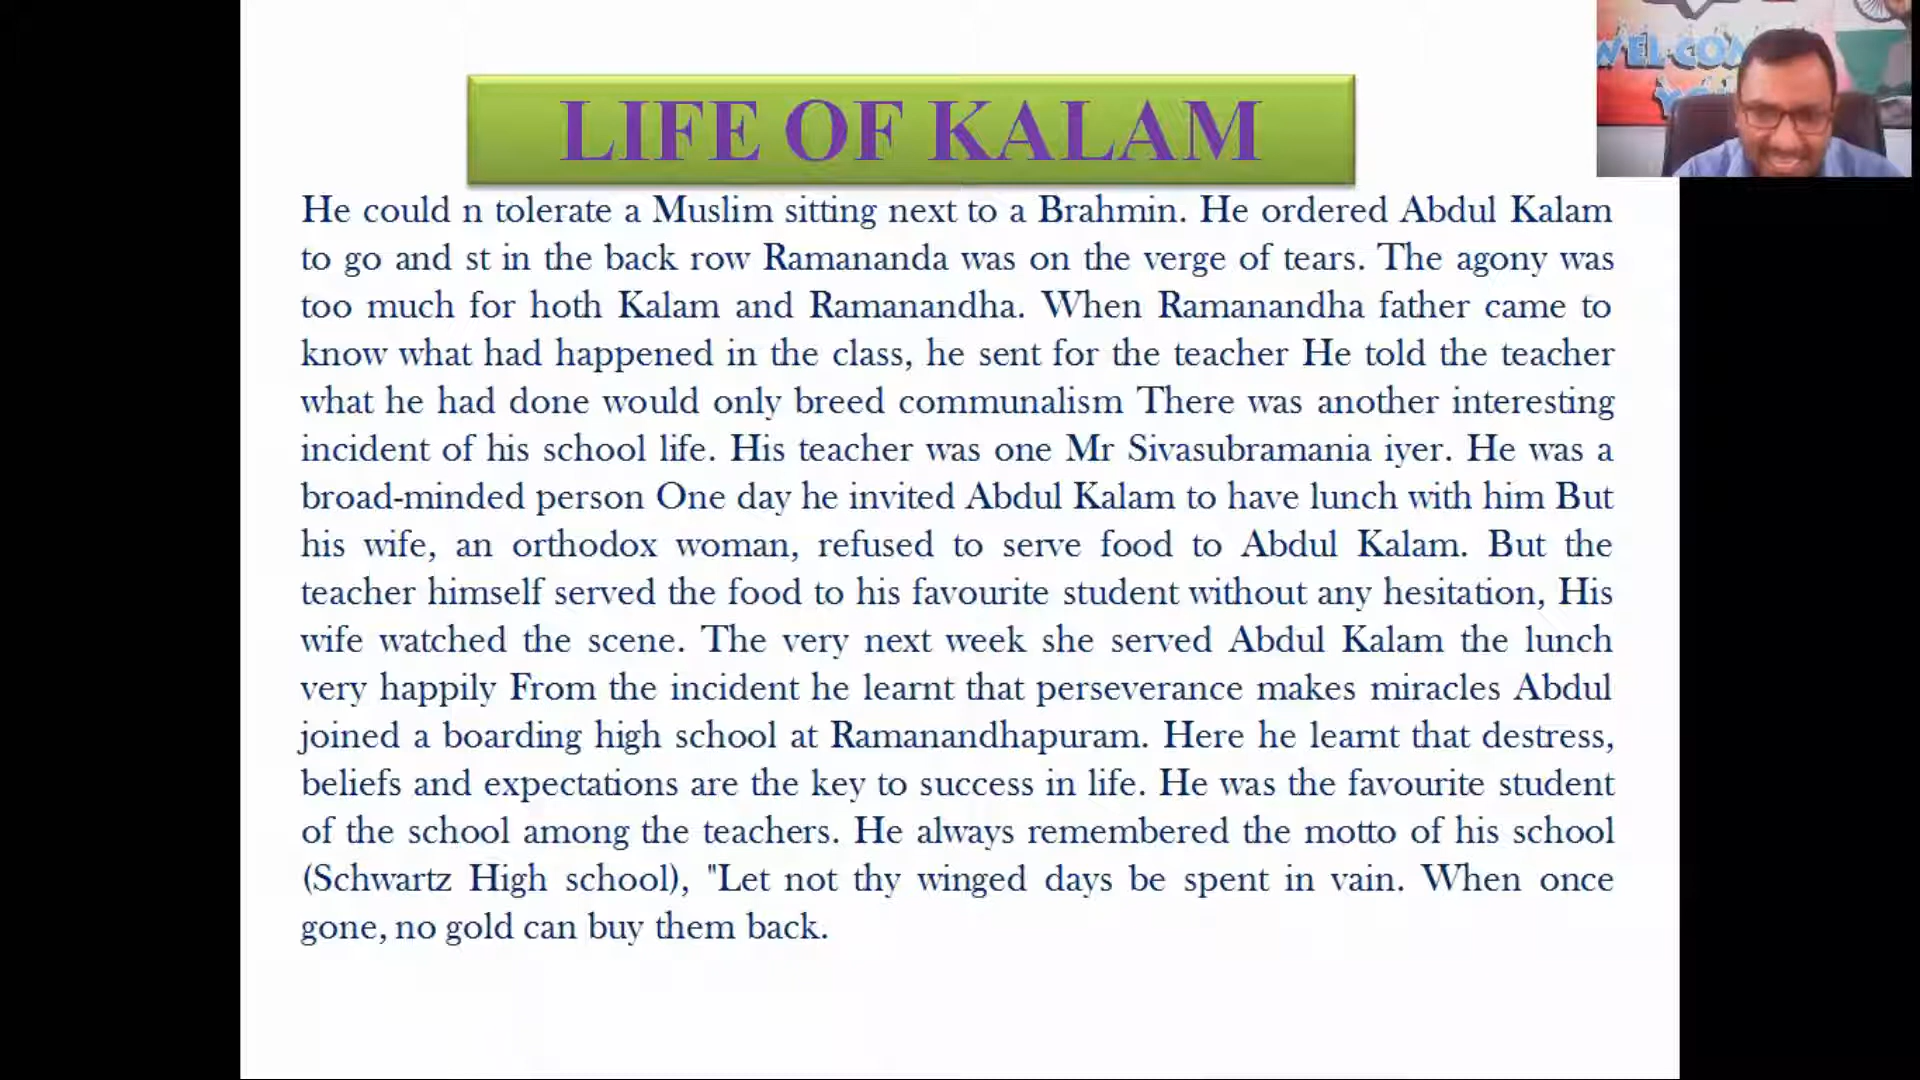 WELCOM
LIFE OF KALAM
He could n tolerate a Muslim sitting next to a Brahmin. He ordered Abdul Kalam
to go and st in the back row Ramananda was on the verge of tears. The agony was
too much for hoth Kalam and Ramanandha. When Ramanandha father came to
know what had happened in the class, he sent for the teacher He told the teacher
what he had done would only breed communalism There was another interesting
incident of his school life. His teacher was one Mr Sivasubramania iyer. He was a
broad-minded person One day he invited Abdul Kalam to have lunch with him But
his wife, an orthodox woman, refused to serve food to Abdul Kalam. But the
teacher himself served the food to his favourite student without any hesitation, His
wife watched the scene. The very next week she served Abdul Kalam the lunch
very happily From the incident he learnt that perseverance makes miracles Abdul
joined a boarding high school at Ramanandhapuram. Here he learnt that destress,
beliefs and expectations are the key to success in life. He was the favourite student
of the school among the teachers. He always remembered the motto of his school
(Schwartz High school), "Let not thy winged days be spent in vain. When once
gone, no gold can buy them back.